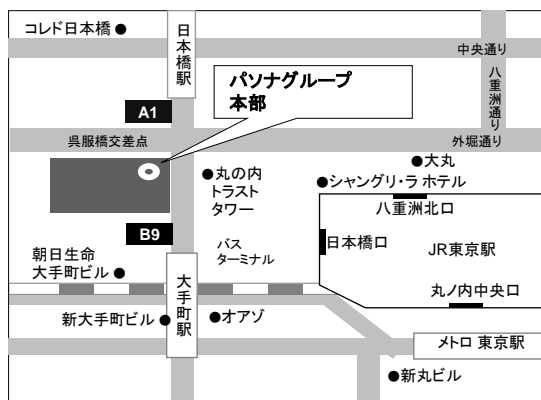 コレド日本橋●
日本橋駅
中央通り
八重洲通り
パソナグループ
本部
A1
呉服橋交差点
外堀通り
●大丸
●丸の内
トラスト
タワー
●シャングリ・ラ ホテル
八重洲北口
B9
バス
ターミナル
日本橋口
JR東京駅
朝日生命
大手町ビル●
大手町駅
丸ノ内中央口
新大手町ビル●
●オアゾ
メトロ 東京駅
●新丸ビル